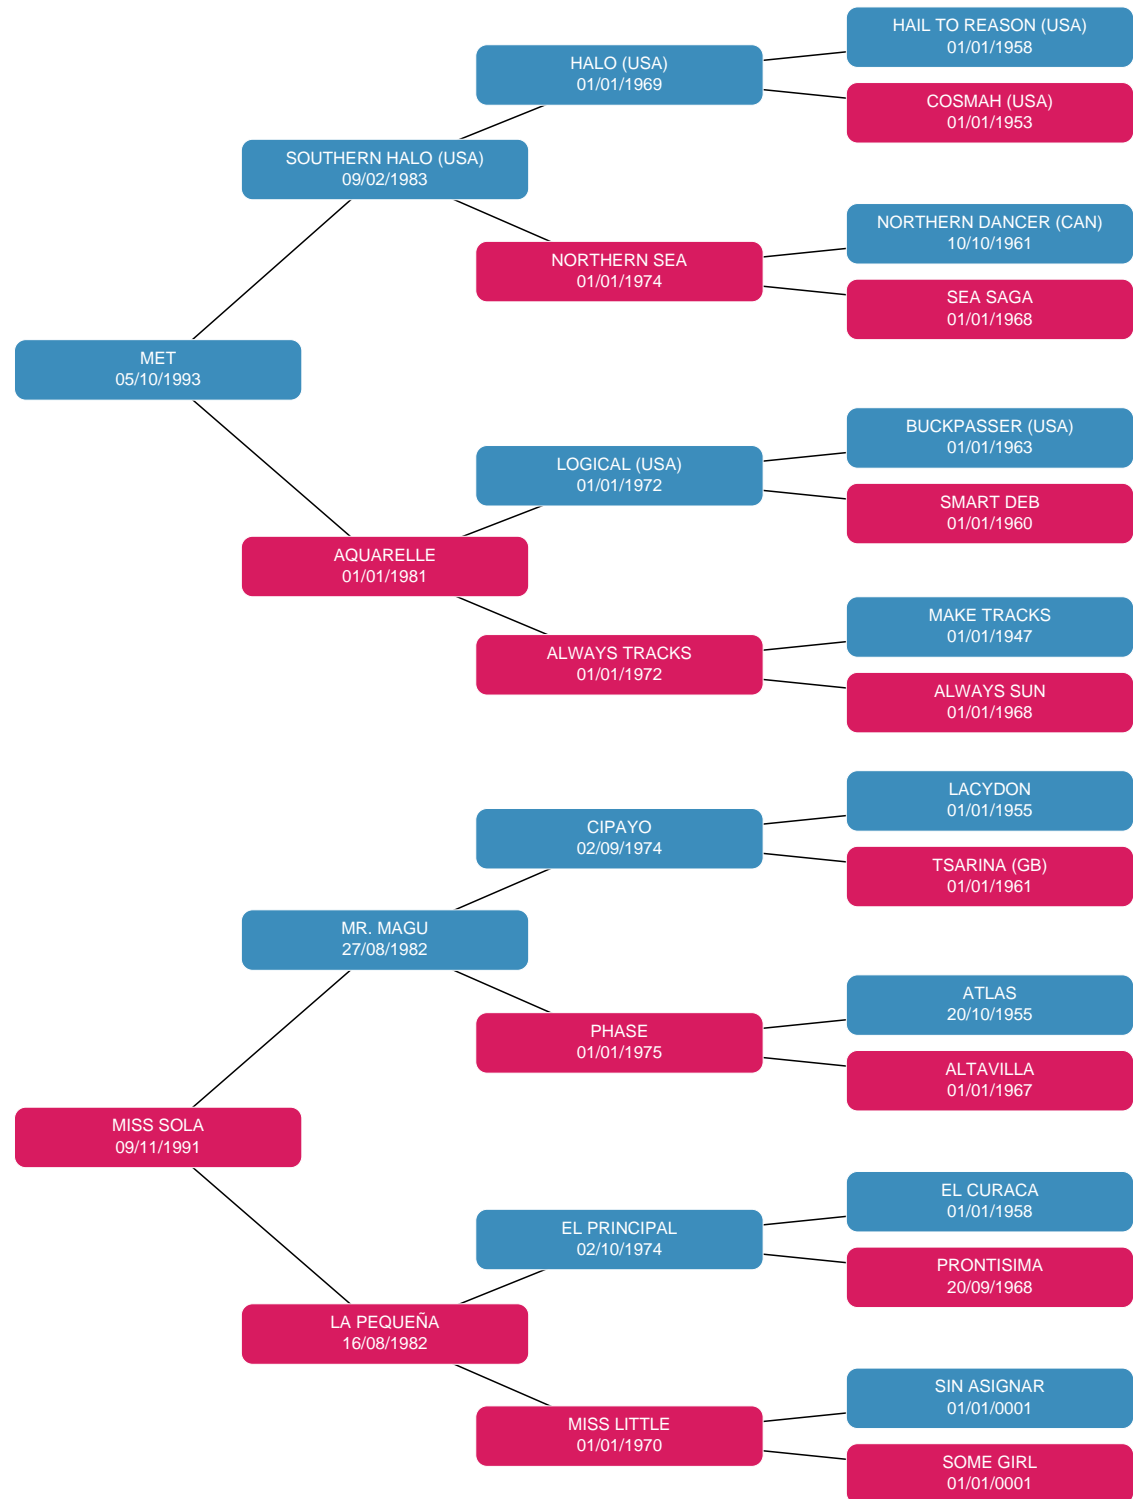 HAIL TO REASON (USA)
01/01/1958
HALO (USA)
01/01/1969
COSMAH (USA)
01/01/1953
SOUTHERN HALO (USA)
09/02/1983
NORTHERN DANCER (CAN)
10/10/1961
NORTHERN SEA
01/01/1974
SEA SAGA
01/01/1968
MET
05/10/1993
BUCKPASSER (USA)
01/01/1963
LOGICAL (USA)
01/01/1972
SMART DEB
01/01/1960
AQUARELLE
01/01/1981
MAKE TRACKS
01/01/1947
ALWAYS TRACKS
01/01/1972
ALWAYS SUN
01/01/1968
LACYDON
01/01/1955
CIPAYO
02/09/1974
TSARINA (GB)
01/01/1961
MR. MAGU
27/08/1982
ATLAS
20/10/1955
PHASE
01/01/1975
ALTAVILLA
01/01/1967
MISS SOLA
09/11/1991
EL CURACA
01/01/1958
EL PRINCIPAL
02/10/1974
PRONTISIMA
20/09/1968
LA PEQUEÑA
16/08/1982
SIN ASIGNAR
01/01/0001
MISS LITTLE
01/01/1970
SOME GIRL
01/01/0001